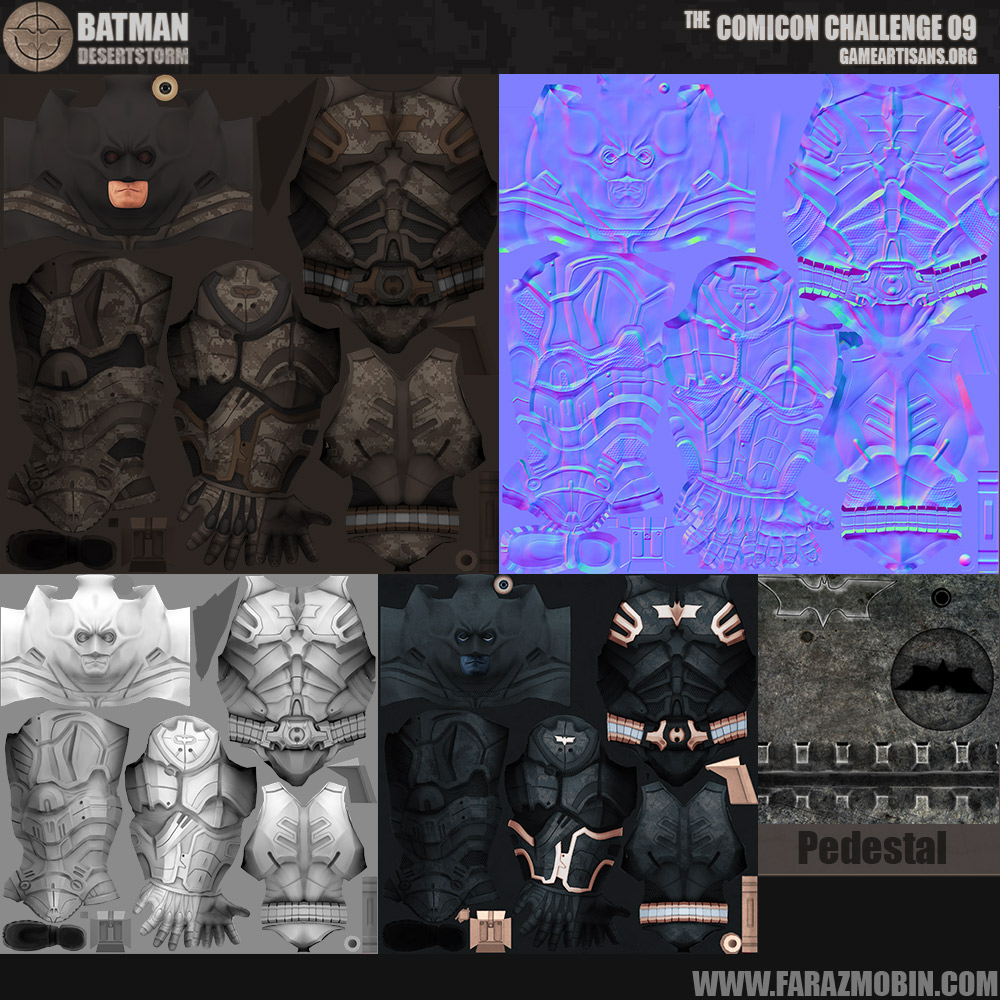 BATMAN
DESERTSTORM
THE COMICON CHALLENGE 09
GAMEARTISANS.ORG
Pedestal
WWW.FARAZMOBIN.COM